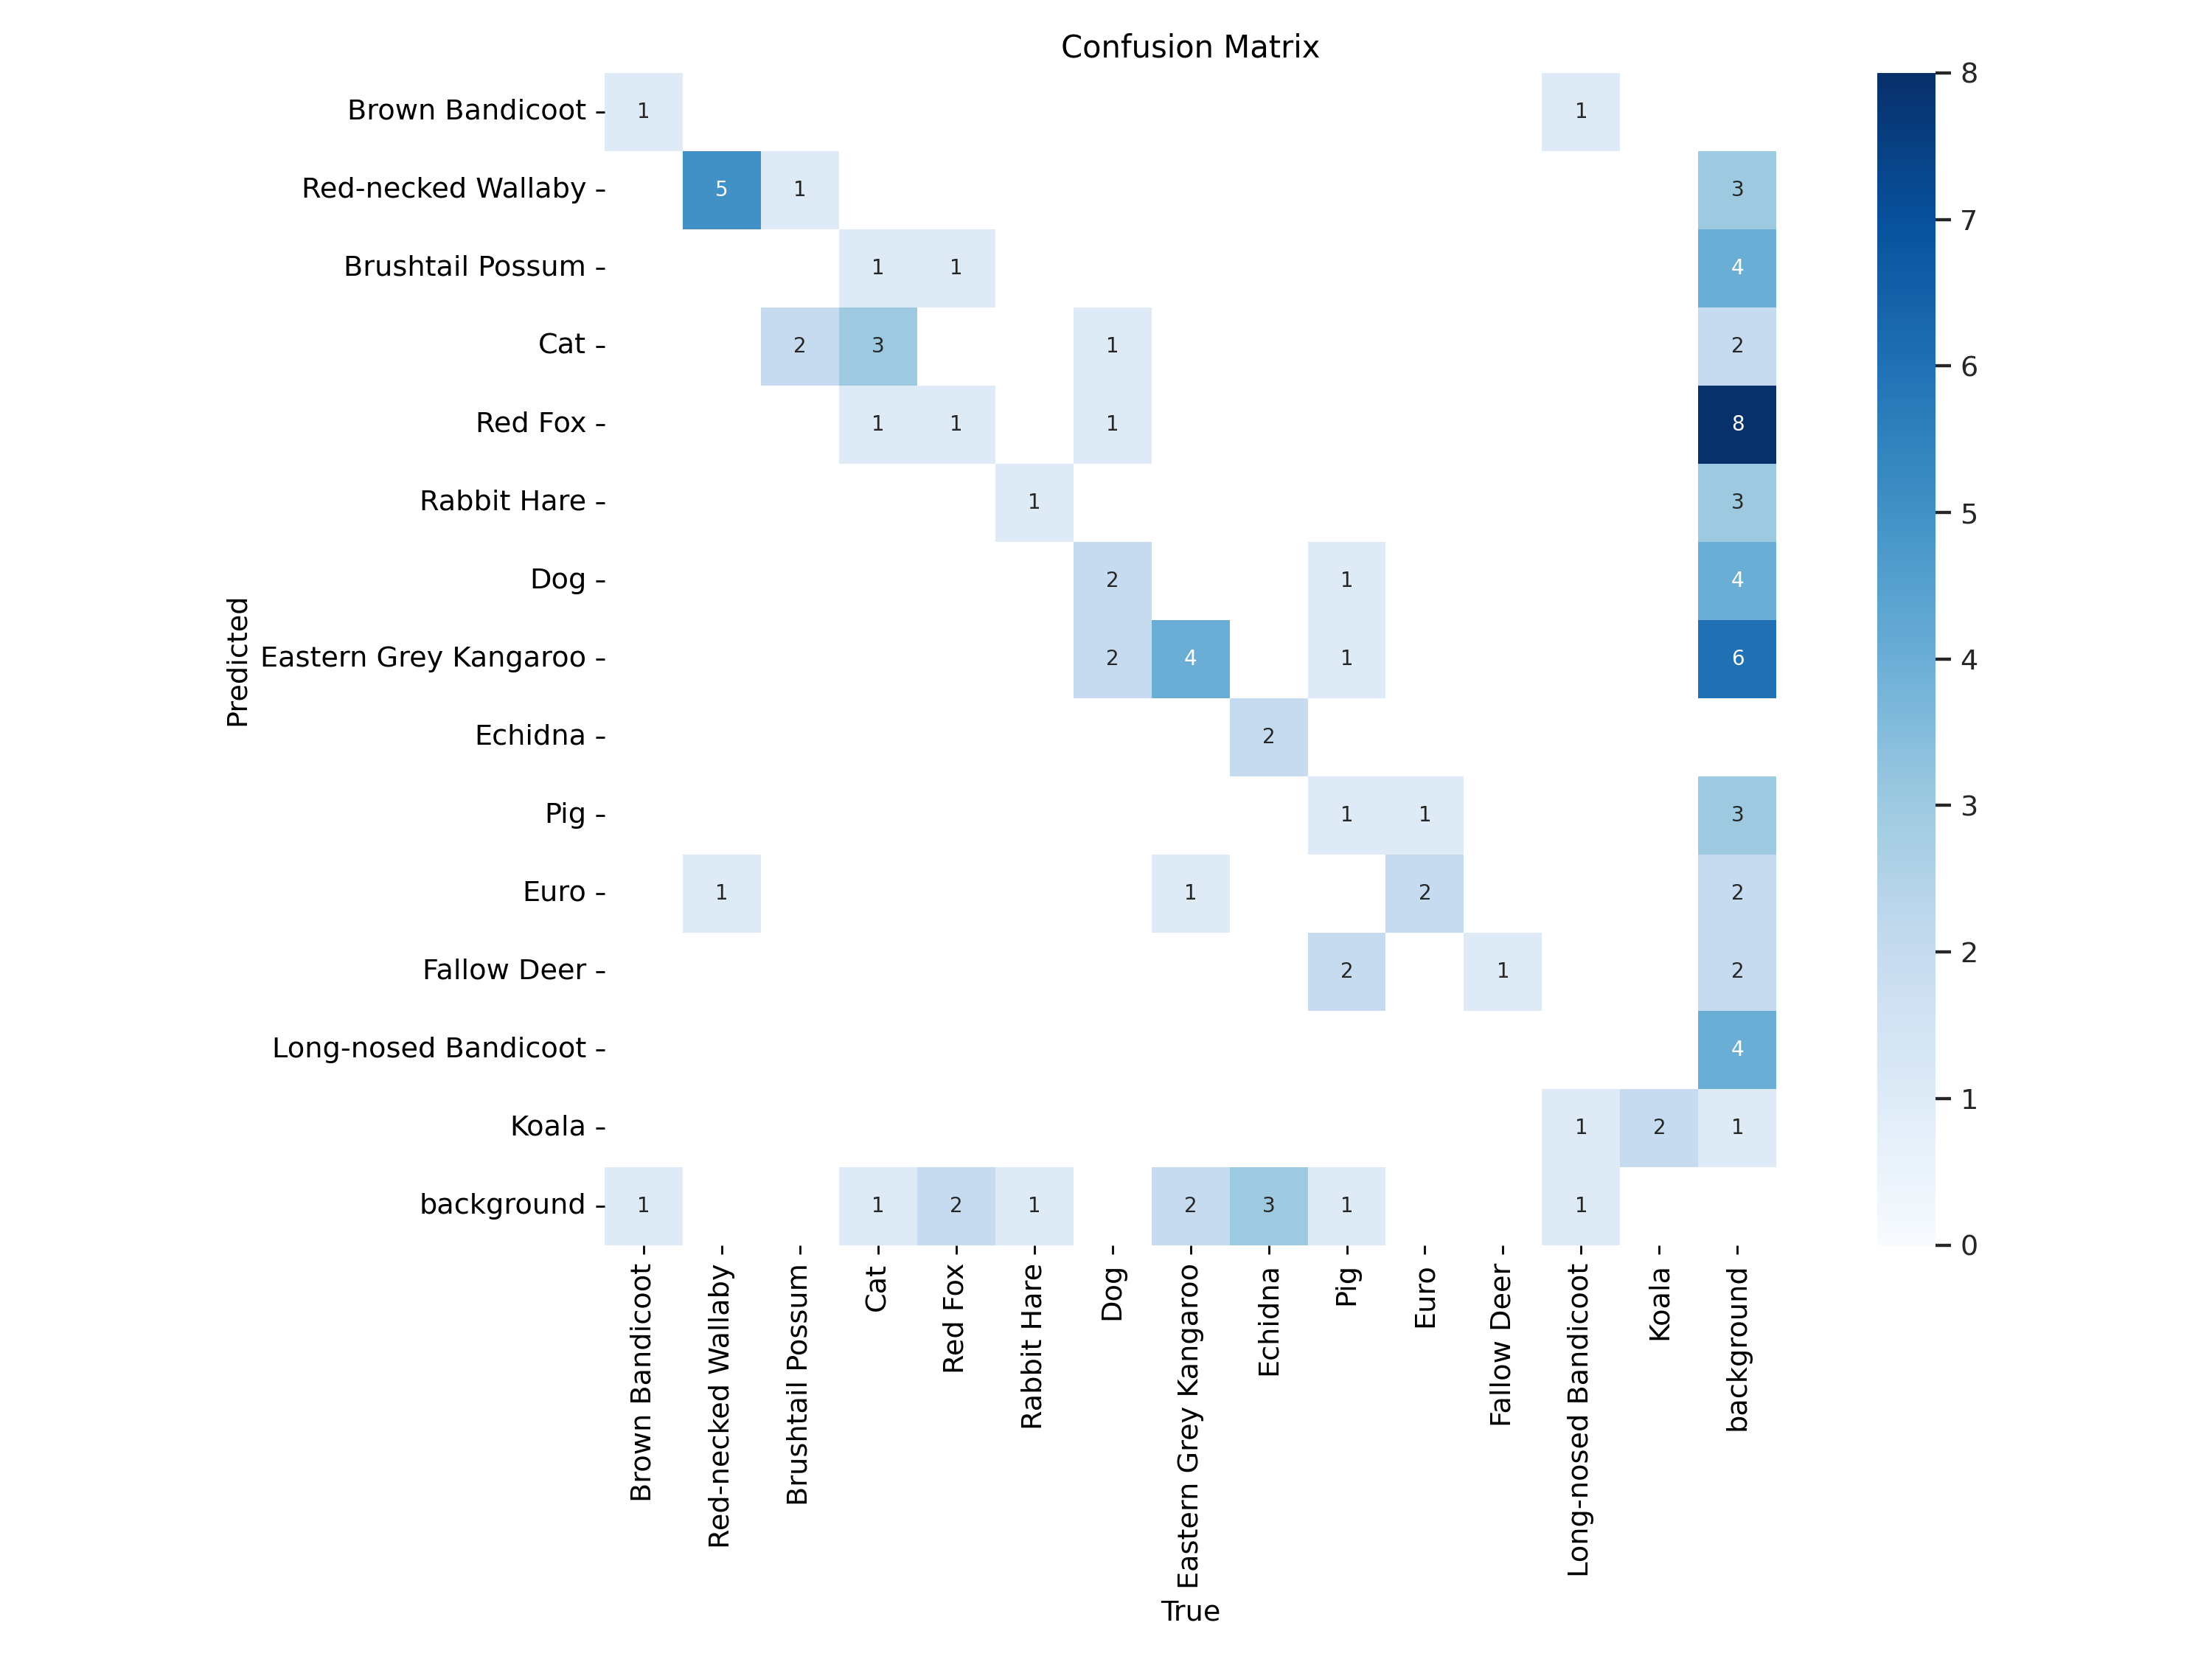 Confusion Matrix
Predicted
Brown Bandicoot 1 1
Red-necked Wallaby 5 1 3
Brushtail Possum 1 1 4
Cat 2 3 1 2
Red Fox 1 1 1 8
Rabbit Hare 1 3
Dog 2 1 4
Eastern Grey Kangaroo 2 4 1 6
Echidna 2
Pig 1 1 3
Euro 1 1 2 2
Fallow Deer 2 1 2
Long-nosed Bandicoot 4
Koala 1 2 1
background 1 1 2 1 2 3 1 1
Brown Bandicoot
Red-necked Wallaby
Brushtail Possum
Cat
Red Fox
Rabbit Hare
Dog
Eastern Grey Kangaroo
Echidna
Pig
Euro
Fallow Deer
Long-nosed Bandicoot
Koala
background
True
8
7
6
5
4
3
2
1
0